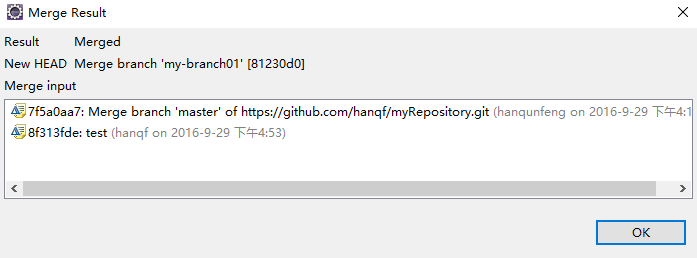 Merge Result
Result Merged
New HEAD Merge branch 'my-branch01' [81230d0]
Merge input
7f5a0aa7: Merge branch 'master' of https://github.com/hanqf/myRepository.git (hanqunfeng on 2016-9-29 下午4:1
8f313fde: test (hanqf on 2016-9-29 下午4:53)
OK